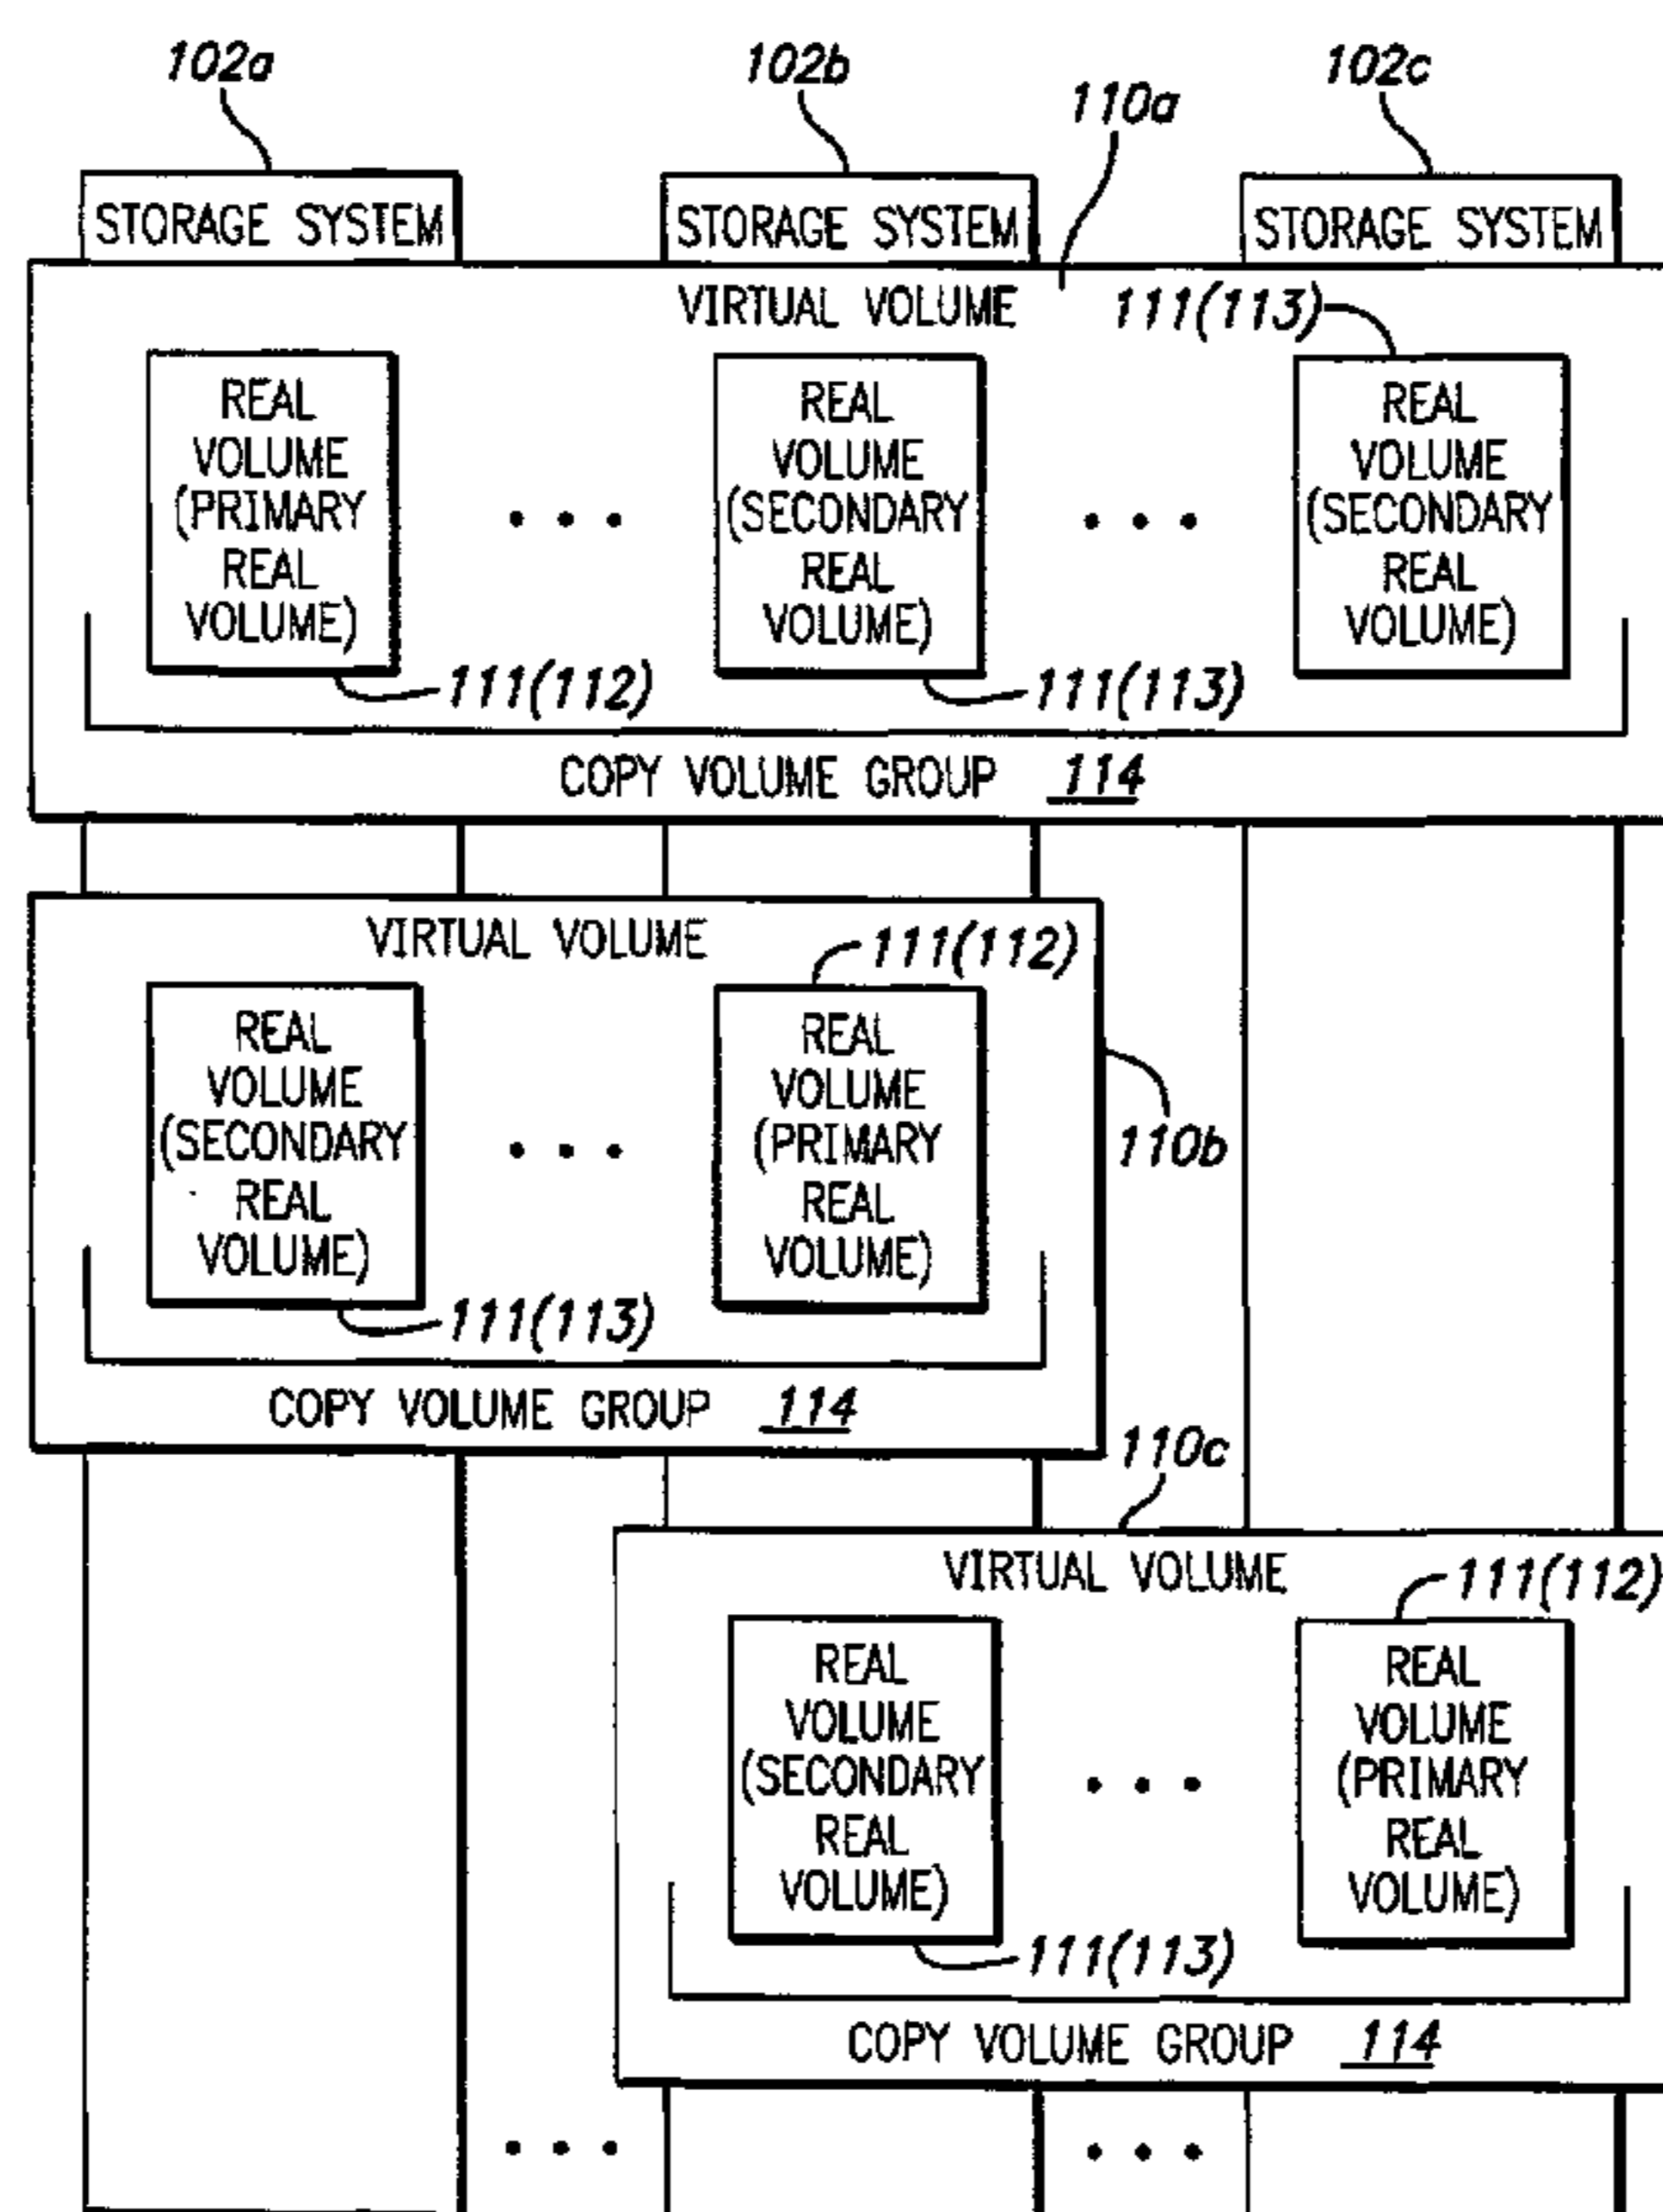 102a
102b
102c
110a
STORAGE SYSTEM
STORAGE SYSTEM
STORAGE SYSTEM
VIRTUAL VOLUME
111(113)
REAL
VOLUME
(PRIMARY
REAL
VOLUME)
REAL
VOLUME
(SECONDARY
REAL
VOLUME)
REAL
VOLUME
(SECONDARY
REAL
VOLUME)
111(112)
111(113)
COPY VOLUME GROUP 114
VIRTUAL VOLUME
111(112)
REAL
VOLUME
(SECONDARY
REAL
VOLUME)
REAL
VOLUME
(PRIMARY
REAL
VOLUME)
110b
111(113)
COPY VOLUME GROUP 114
110c
VIRTUAL VOLUME
111(112)
REAL
VOLUME
(SECONDARY
REAL
VOLUME)
REAL
VOLUME
(PRIMARY
REAL
VOLUME)
111(113)
COPY VOLUME GROUP 114